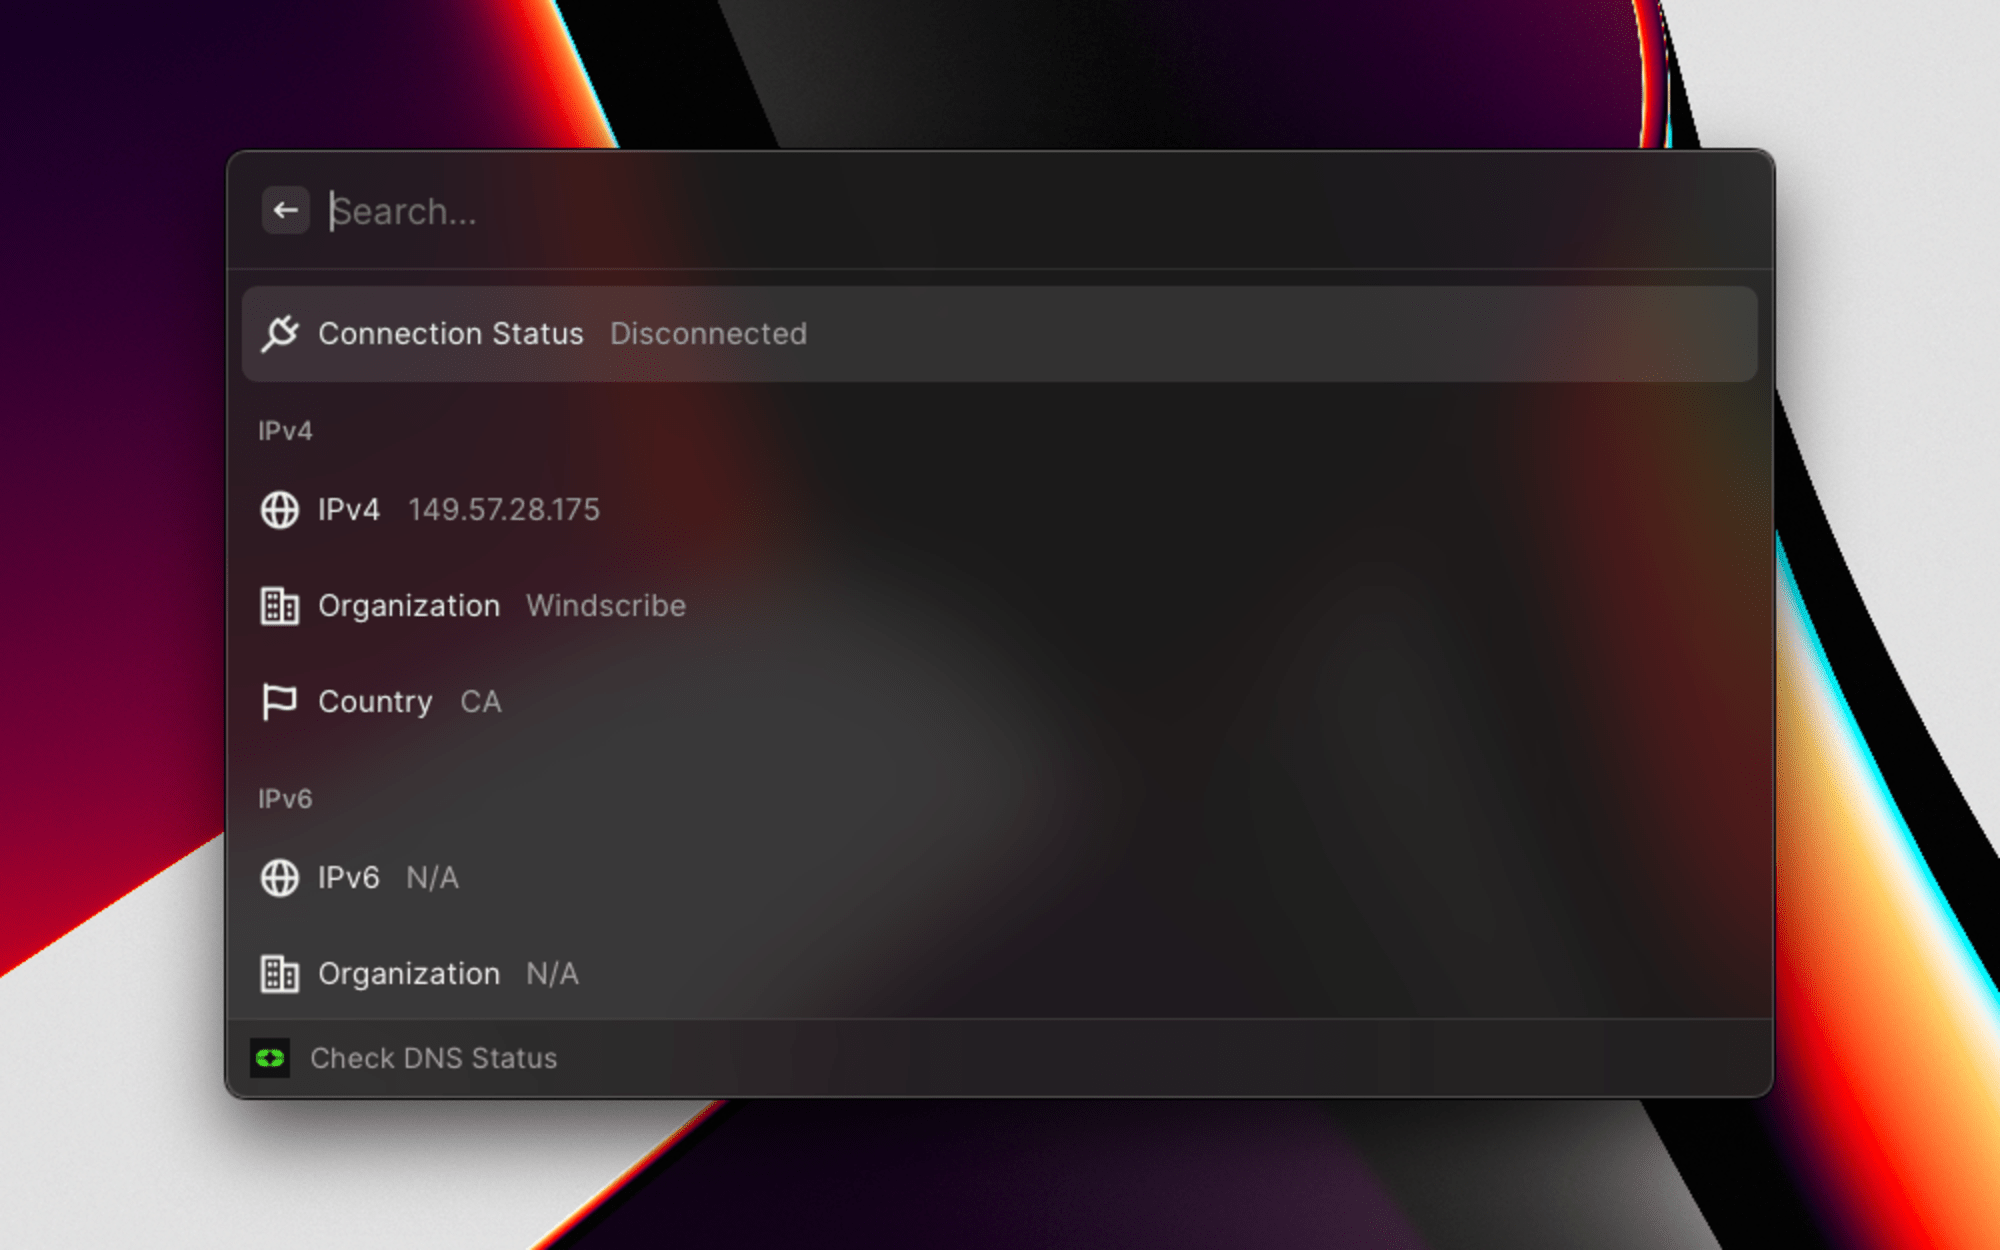 Search...
Connection Status Disconnected
IPv4
IPv4 149.57.28.175
Organization Windscribe
Country CA
IPv6
IPv6 N/A
Organization N/A
Check DNS Status